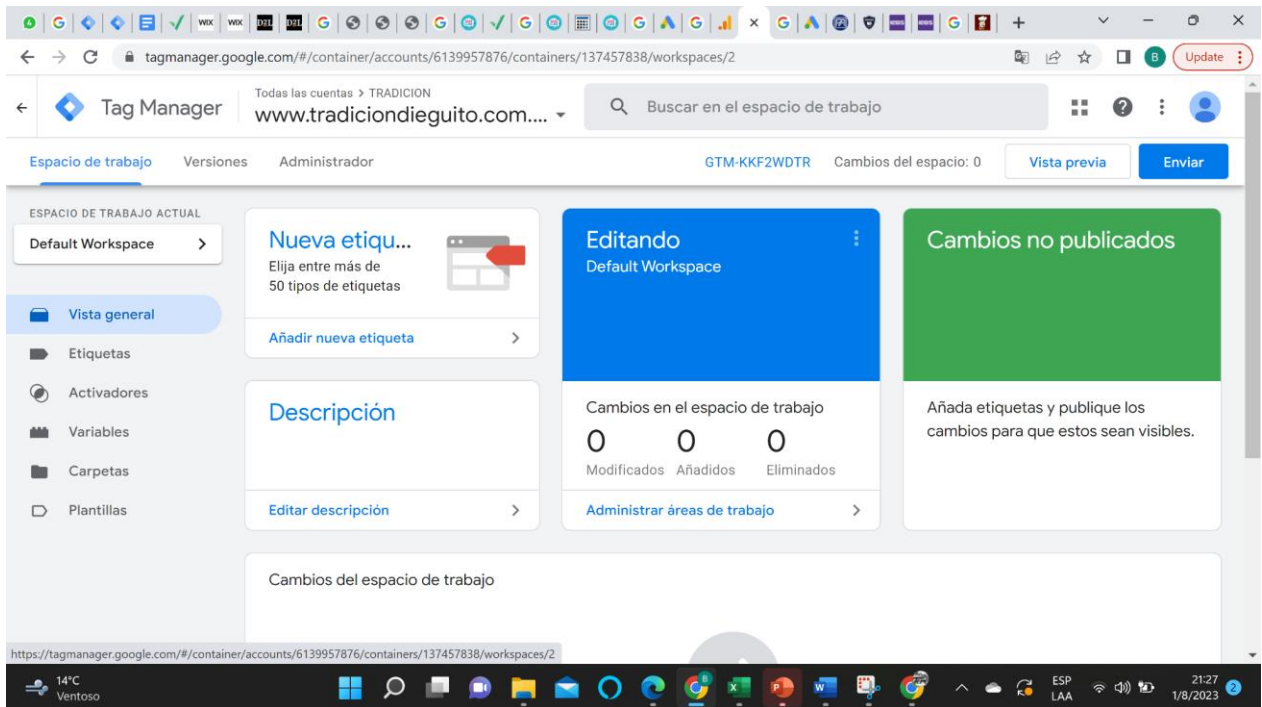 WIX
WIX
DZL
DZL
tagmanager.google.com/#/container/accounts/6139957876/containers/137457838/workspaces/2
B
Update
Tag Manager
Todas las cuentas > TRADICION
www.tradiciondieguito.com....
Buscar en el espacio de trabajo
Espacio de trabajo Versiones Administrador GTM-KKF2WDTR Cambios del espacio: 0 Vista previa Enviar
ESPACIO DE TRABAJO ACTUAL
Default Workspace
Vista general
Etiquetas
Activadores
Variables
Carpetas
Plantillas
Nueva etiqu...
Elija entre más de
50 tipos de etiquetas
Añadir nueva etiqueta
Descripción
Editar descripción
Editando
Default Workspace
Cambios en el espacio de trabajo
0 0 0
Modificados Añadidos Eliminados
Administrar áreas de trabajo
Cambios no publicados
Añada etiquetas y publique los
cambios para que estos sean visibles.
Cambios del espacio de trabajo
https://tagmanager.google.com/#/container/accounts/6139957876/containers/137457838/workspaces/2
14°C
Ventoso
ESP
LAA
21:27
1/8/2023
2